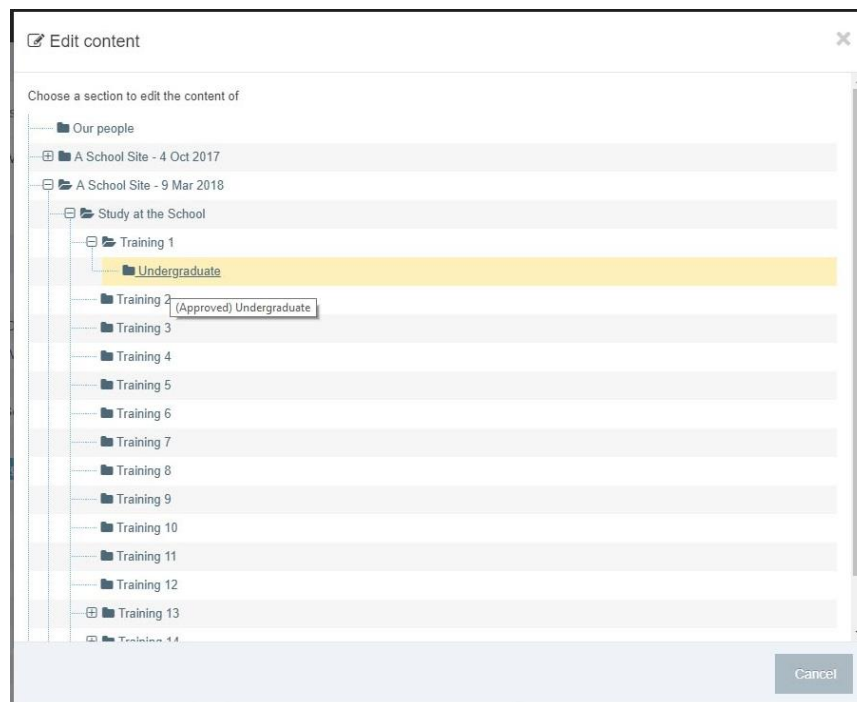 Edit content
Choose a section to edit the content of
Our people
A School Site - 4 Oct 2017
A School Site - 9 Mar 2018
Study at the School
Training 1
Undergraduate
Training 2
(Approved) Undergraduate
Training 3
Training 4
Training 5
Training 6
Training 7
Training 8
Training 9
Training 10
Training 11
Training 12
Training 13
Training 14
Cancel